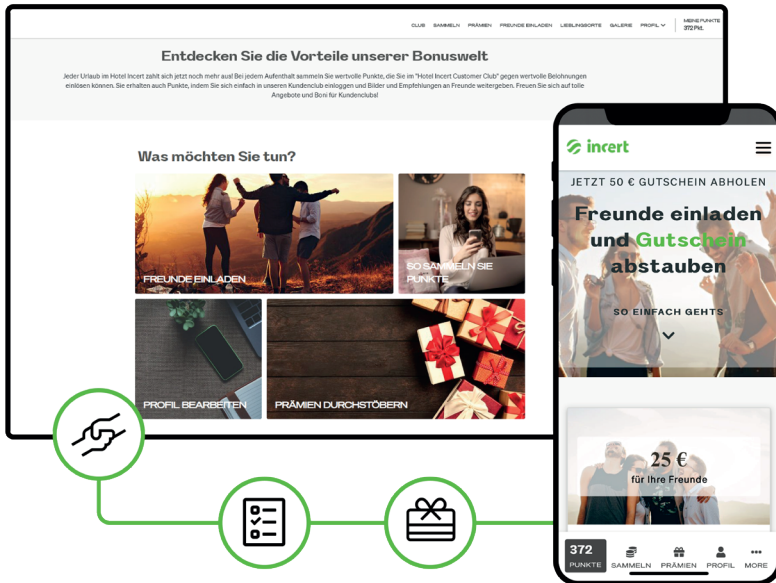 CLUB SAMMELN PRÄMIEN FREUNDE EINLADEN LIEBLINGSORTE GALERIE PROFIL
MEINE PUNKTE
372 Pkt.
Entdecken Sie die Vorteile unserer Bonuswelt
Jeder Urlaub im Hotel Incert zahlt sich jetzt noch mehr aus! Bei jedem Aufenthalt sammeln Sie wertvolle Punkte, die Sie im "Hotel Incert Customer Club" gegen wertvolle Belohnungen
einlösen können. Sie erhalten auch Punkte, indem Sie sich einfach in unseren Kundenclub einloggen und Bilder und Empfehlungen an Freunde weitergeben. Freuen Sie sich auf tolle
Angebote und Boni für Kundenclubs!
Was möchten Sie tun?
FREUNDE EINLADEN
SO SAMMELN SIE
PUNKTE
PROFIL BEARBEITEN
PRÄMIEN DURCHSTÖBERN
incert
JETZT 50 € GUTSCHEIN ABHOLEN
Freunde einladen
und Gutschein
abstauben
SO EINFACH GEHTS
25 €
für Ihre Freunde
372
PUNKTE SAMMELN PRÄMIEN PROFIL MORE